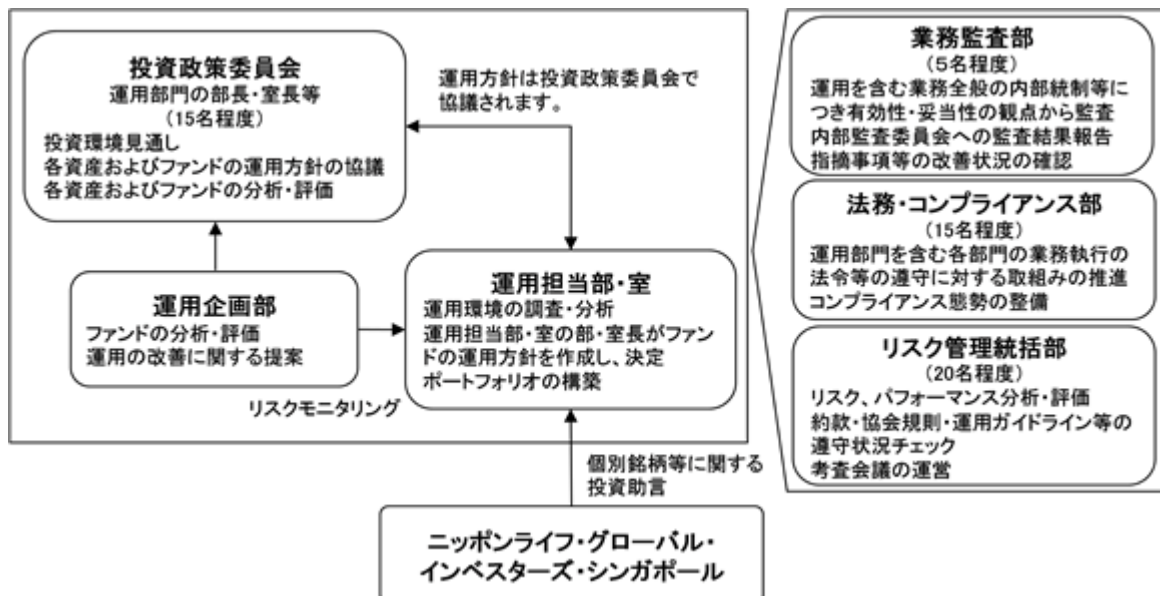 投資政策委員会
運用部門の部長・室長等
(15名程度)
投資環境見通し
各資産およびファンドの運用方針の協議
各資産およびファンドの分析・評価
運用方針は投資政策委員会で
協議されます。
運用企画部
ファンドの分析・評価
運用の改善に関する提案
リスクモニタリング
運用担当部・室
運用環境の調査・分析
運用担当部・室の部・室長がファン
ドの運用方針を作成し、決定
ポートフォリオの構築
個別銘柄等に関する
投資助言
ニッポンライフ・グローバル・
インベスターズ・シンガポール
業務監査部
(5名程度)
運用を含む業務全般の内部統制等に
つき有効性・妥当性の観点から監査
内部監査委員会への監査結果報告
指摘事項等の改善状況の確認
法務・コンプライアンス部
(15名程度)
運用部門を含む各部門の業務執行の
法令等の遵守に対する取組みの推進
コンプライアンス態勢の整備
リスク管理統括部
(20名程度)
リスク、パフォーマンス分析・評価
約款・協会規則・運用ガイドライン等の
遵守状況チェック
考査会議の運営